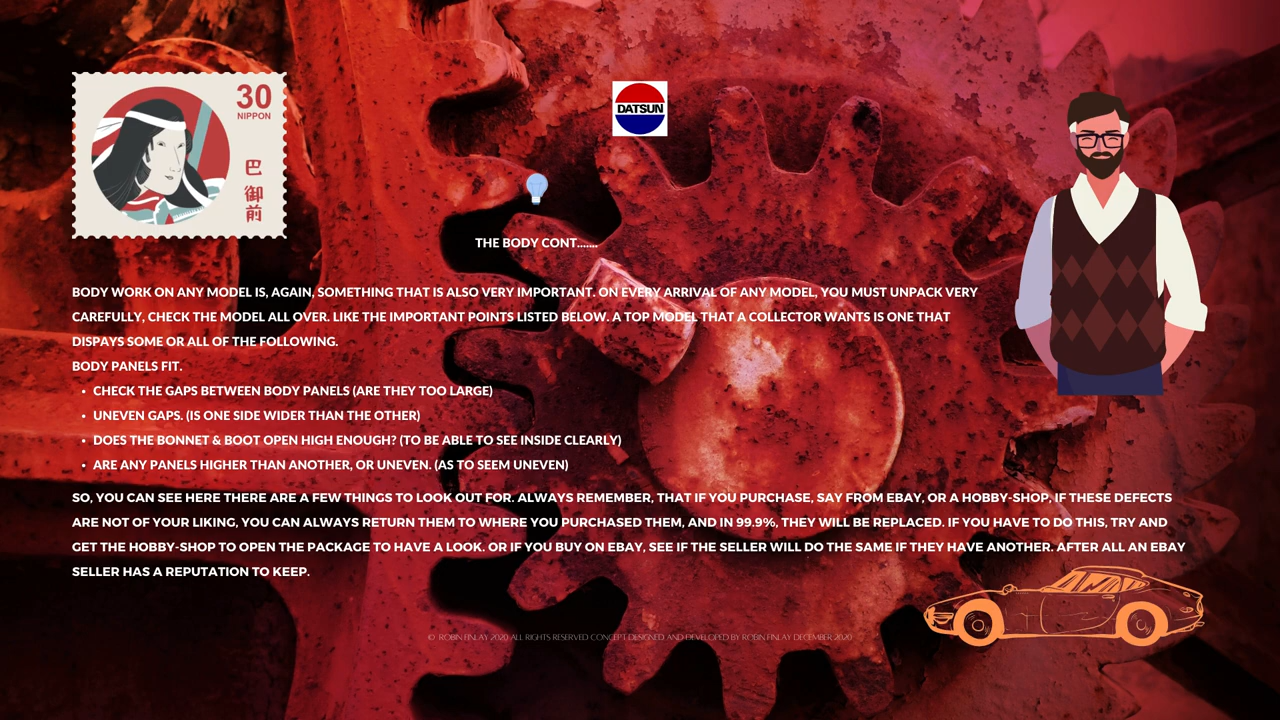 30
NIPPON
巴
御
前
DATSUN
THE BODY CONT.......
BODY WORK ON ANY MODEL IS, AGAIN, SOMETHING THAT IS ALSO VERY IMPORTANT. ON EVERY ARRIVAL OF ANY MODEL, YOU MUST UNPACK VERY
CAREFULLY, CHECK THE MODEL ALL OVER. LIKE THE IMPORTANT POINTS LISTED BELOW. A TOP MODEL THAT A COLLECTOR WANTS IS ONE THAT
DISPAYS SOME OR ALL OF THE FOLLOWING.
BODY PANELS FIT.
• CHECK THE GAPS BETWEEN BODY PANELS (ARE THEY TOO LARGE)
• UNEVEN GAPS. (IS ONE SIDE WIDER THAN THE OTHER)
• DOES THE BONNET & BOOT OPEN HIGH ENOUGH? (TO BE ABLE TO SEE INSIDE CLEARLY)
• ARE ANY PANELS HIGHER THAN ANOTHER, OR UNEVEN. (AS TO SEEM UNEVEN)
SO, YOU CAN SEE HERE THERE ARE A FEW THINGS TO LOOK OUT FOR. ALWAYS REMEMBER, THAT IF YOU PURCHASE, SAY FROM EBAY, OR A HOBBY-SHOP, IF THESE DEFECTS
ARE NOT OF YOUR LIKING, YOU CAN ALWAYS RETURN THEM TO WHERE YOU PURCHASED THEM, AND IN 99.9%, THEY WILL BE REPLACED. IF YOU HAVE TO DO THIS, TRY AND
GET THE HOBBY-SHOP TO OPEN THE PACKAGE TO HAVE A LOOK. OR IF YOU BUY ON EBAY, SEE IF THE SELLER WILL DO THE SAME IF THEY HAVE ANOTHER. AFTER ALL AN EBAY
SELLER HAS A REPUTATION TO KEEP.
© ROBIN FINLAY 2020 ALL RIGHTS RESERVED CONCEPT DESIGNED AND DEVELOPED BY ROBIN FINLAY DECEMBER 2020